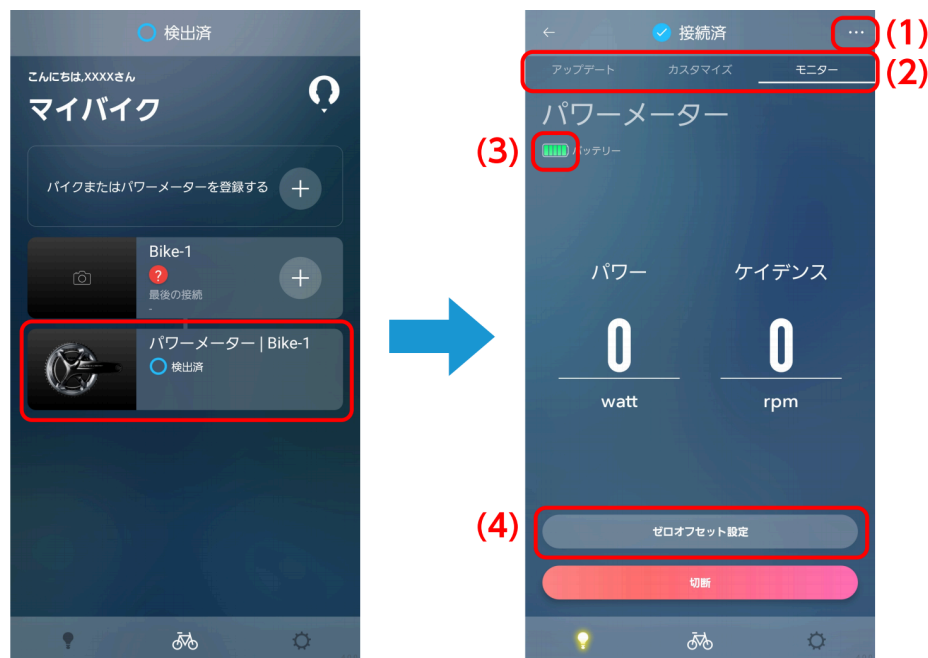 検出済
こんにちは,XXXXさん
マイバイク
バイクまたはパワーメーターを登録する
Bike-1
?
最後の接続
-
パワーメーター | Bike-1
検出済
接続済
(1)
アップデート カスタマイズ モニター
(2)
パワーメーター
(3)
バッテリー
パワー ケイデンス
0 0
watt rpm
(4)
ゼロオフセット設定
切断